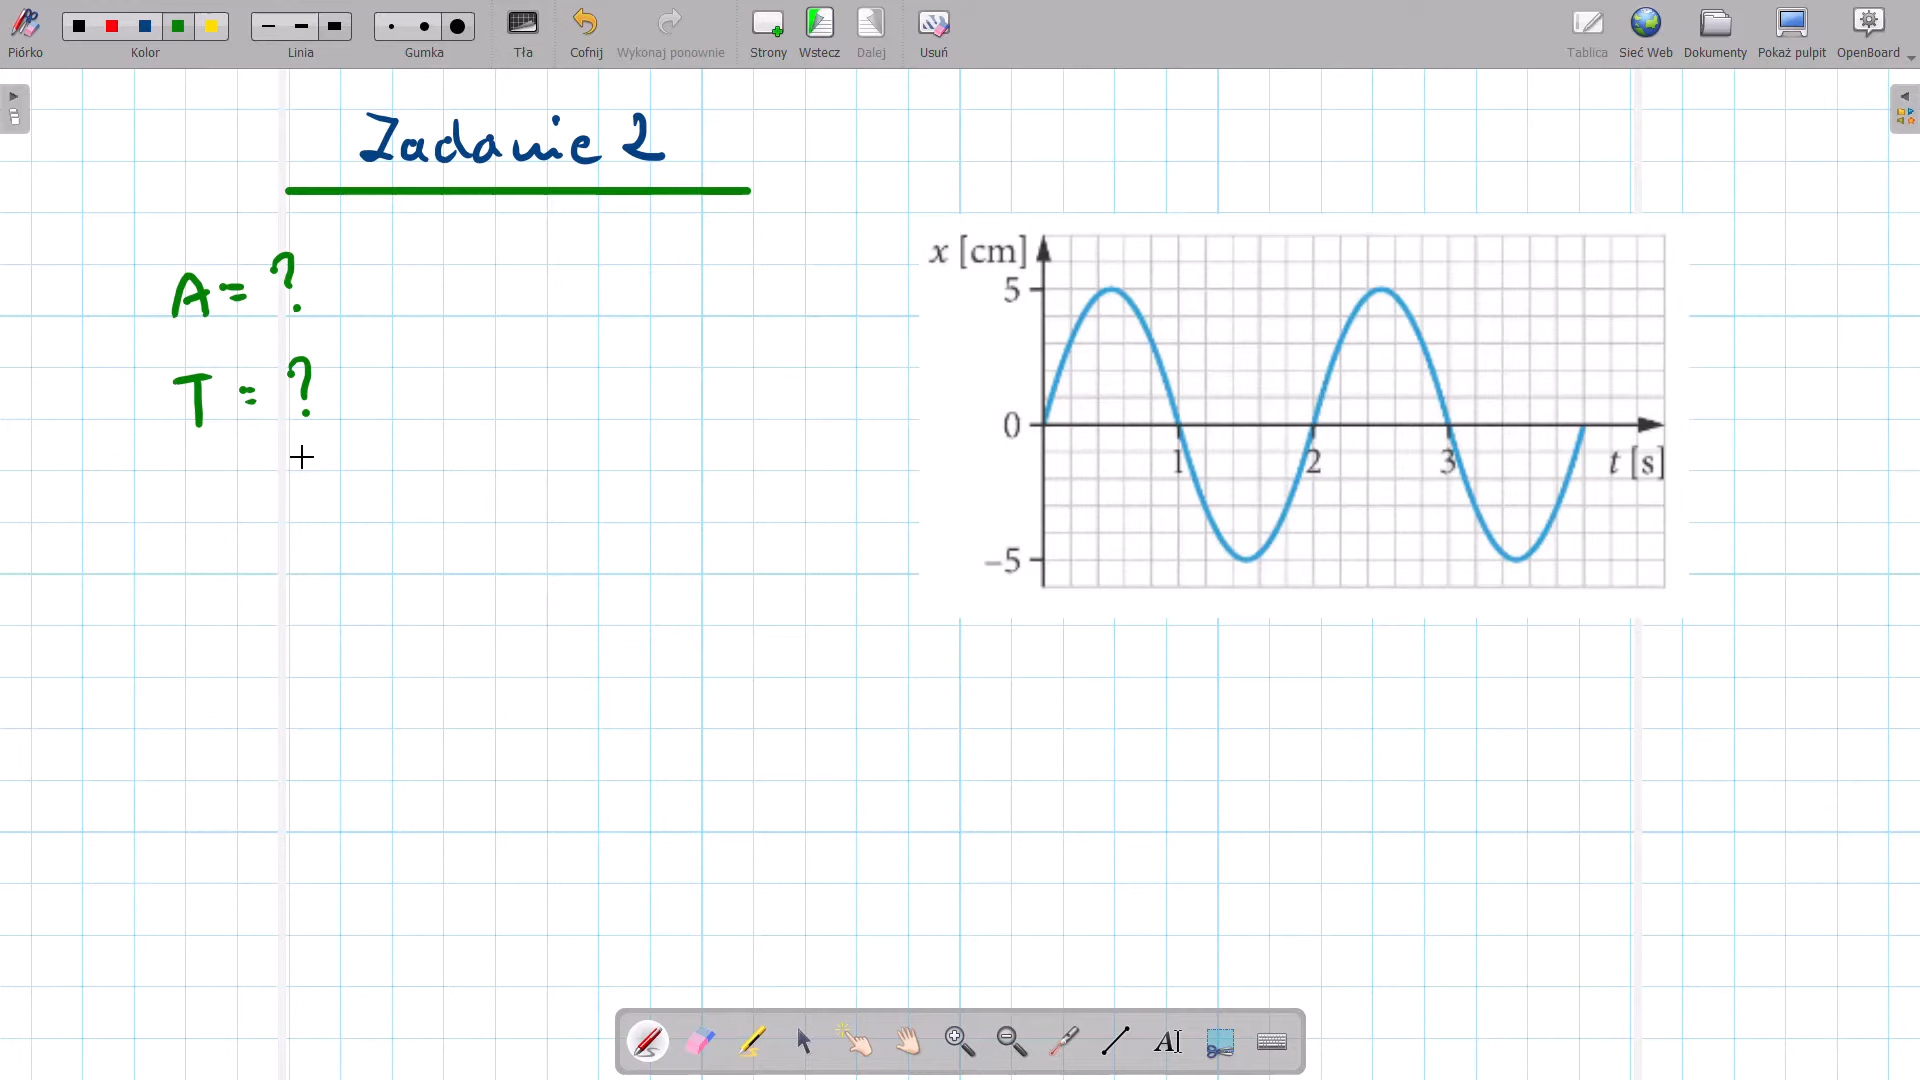 Piórko Kolor Linia Gumka Tła Cofnij Wykonaj ponownie Strony Wstecz Dalej Usuń Tablica Sieć Web Dokumenty Pokaż pulpit OpenBoard
Zadanie 2
A = ?
T = ?
x [cm]
5
0
1 2 3 t [s]
−5